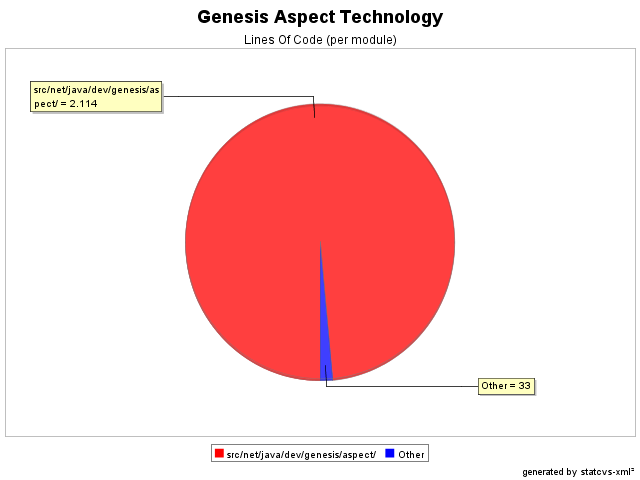 Genesis Aspect Technology
Lines Of Code (per module)
src/net/java/dev/genesis/as
pect/ = 2.114
Other = 33
src/net/java/dev/genesis/aspect/ Other
generated by statcvs-xml²